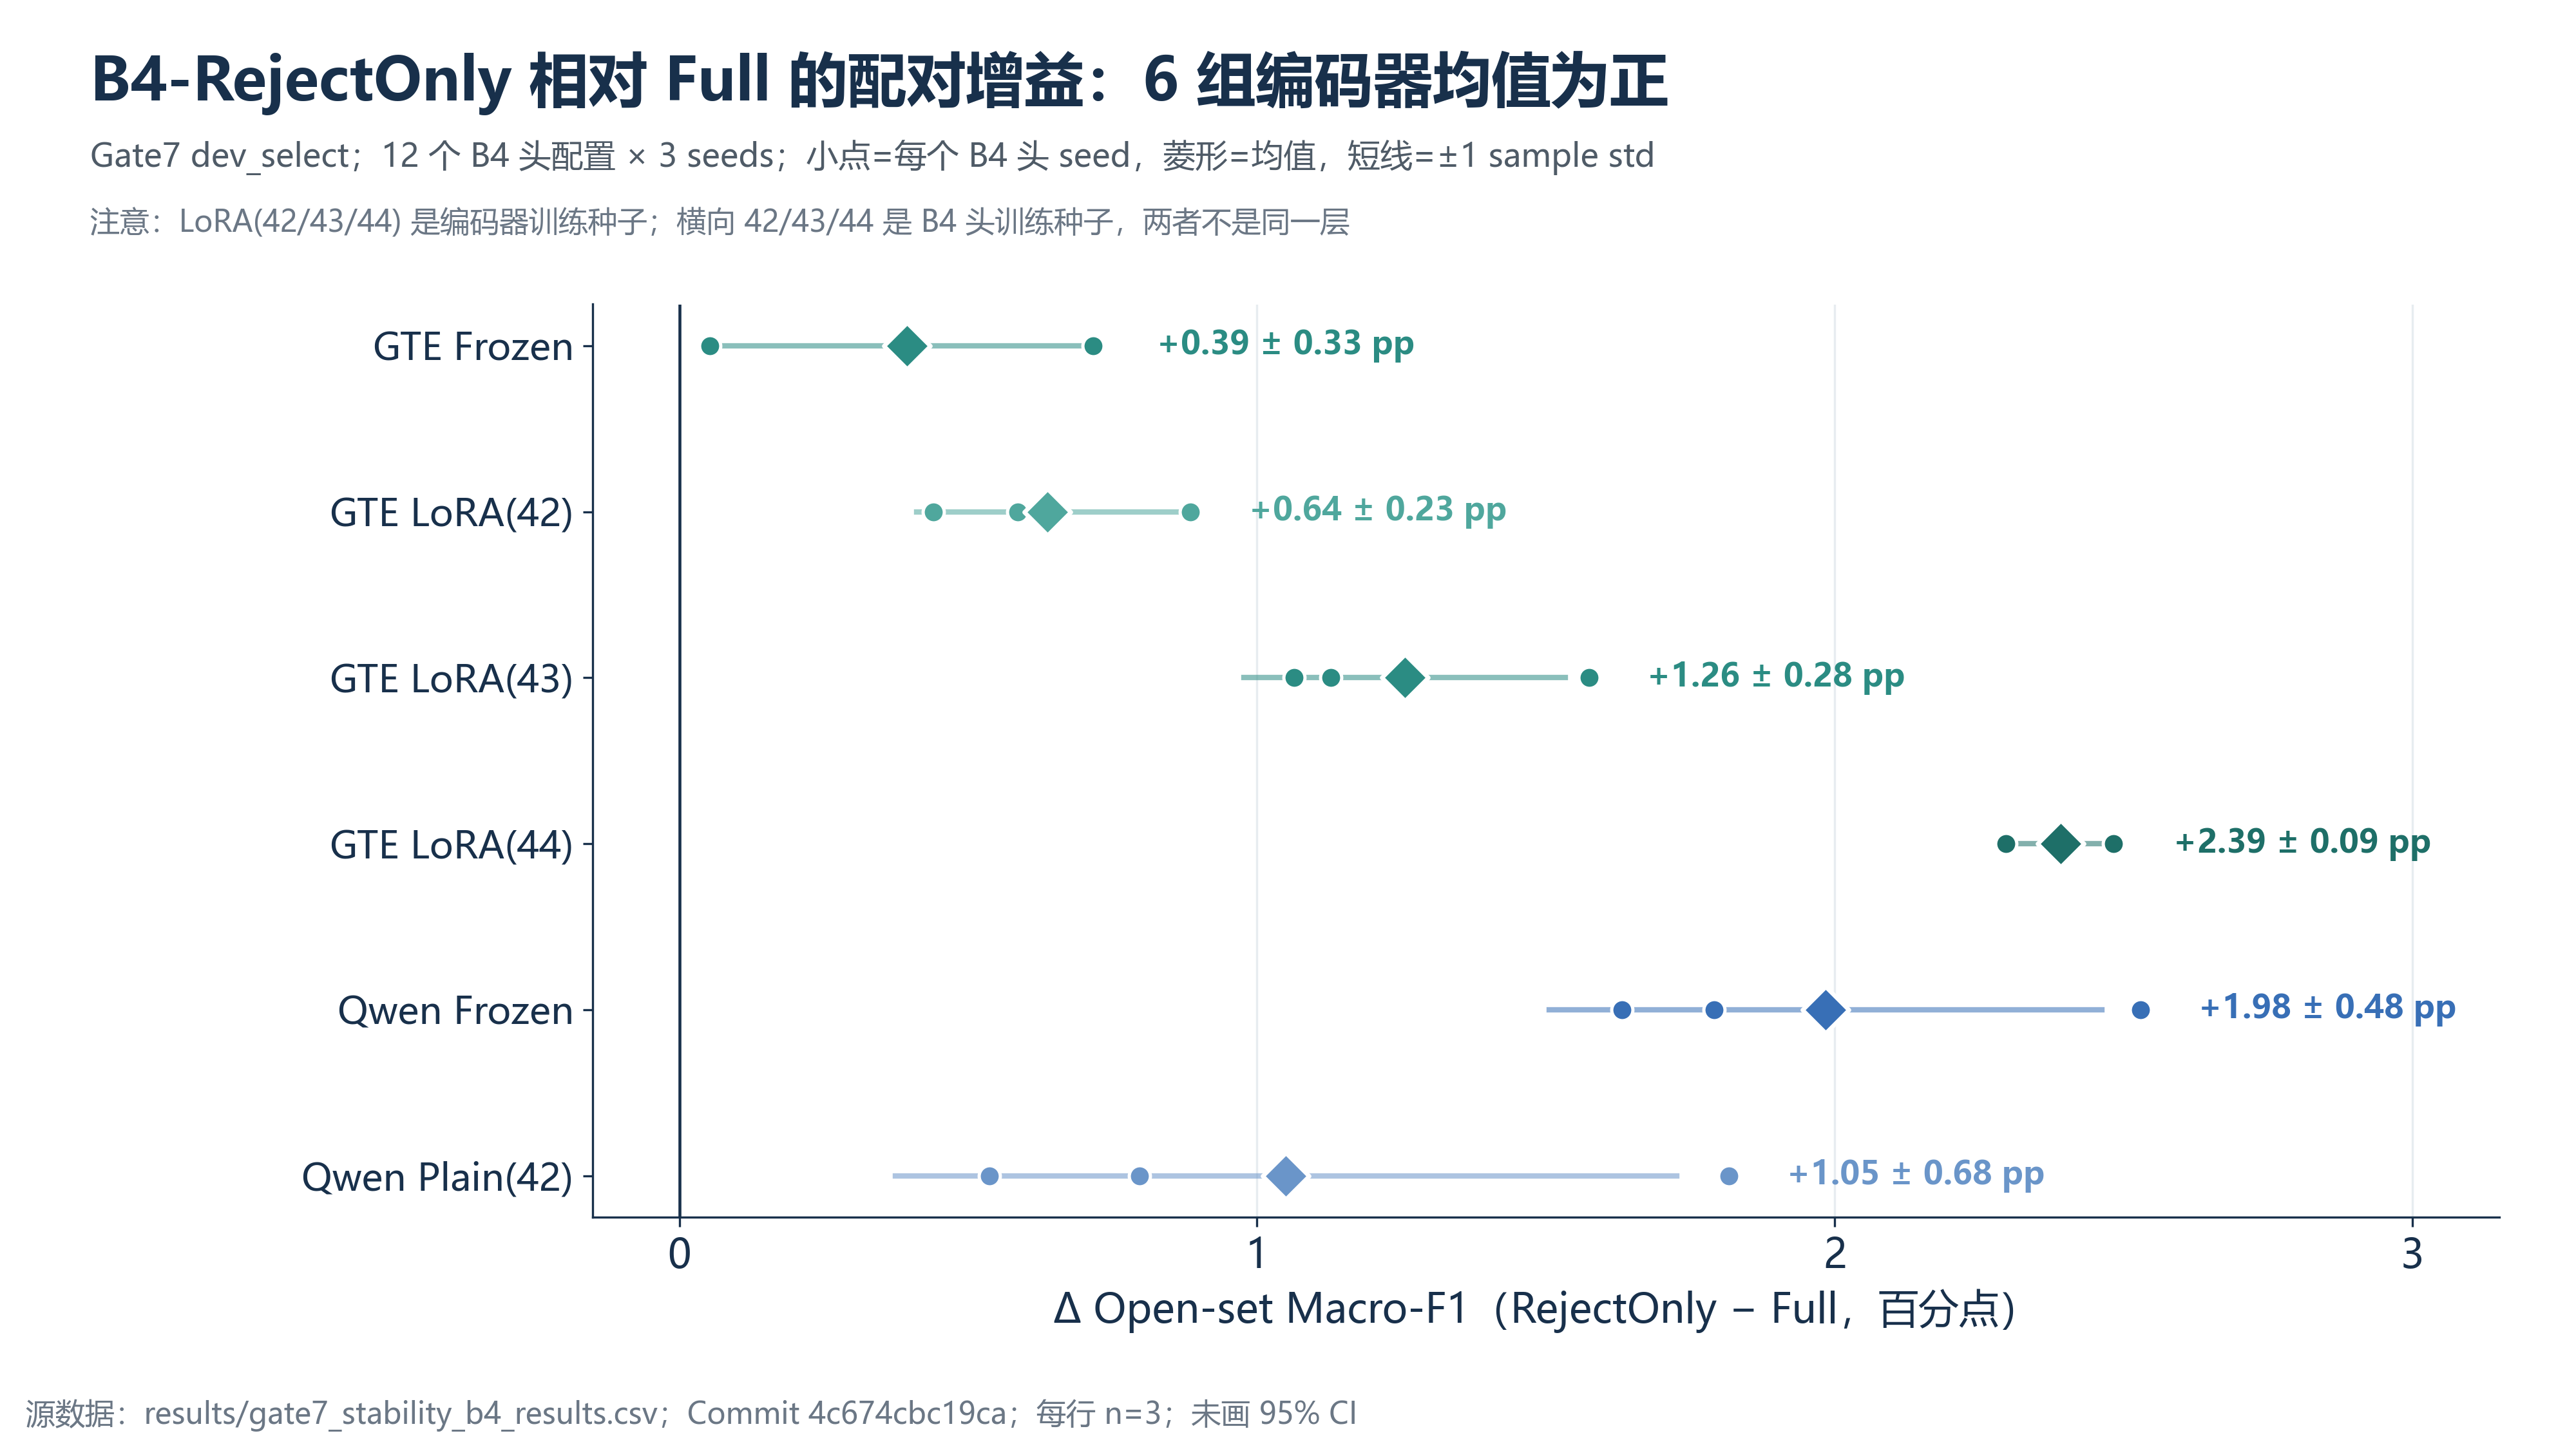 B4-RejectOnly 相对 Full 的配对增益：6 组编码器均值为正
Gate7 dev_select；12 个 B4 头配置 × 3 seeds；小点=每个 B4 头 seed，菱形=均值，短线=±1 sample std
注意：LoRA(42/43/44) 是编码器训练种子；横向 42/43/44 是 B4 头训练种子，两者不是同一层
GTE Frozen
+0.39 ± 0.33 pp
GTE LoRA(42)
+0.64 ± 0.23 pp
GTE LoRA(43)
+1.26 ± 0.28 pp
GTE LoRA(44)
+2.39 ± 0.09 pp
Qwen Frozen
+1.98 ± 0.48 pp
Qwen Plain(42)
+1.05 ± 0.68 pp
0 1 2 3
Δ Open-set Macro-F1（RejectOnly − Full，百分点）
源数据：results/gate7_stability_b4_results.csv；Commit 4c674cbc19ca；每行 n=3；未画 95% CI